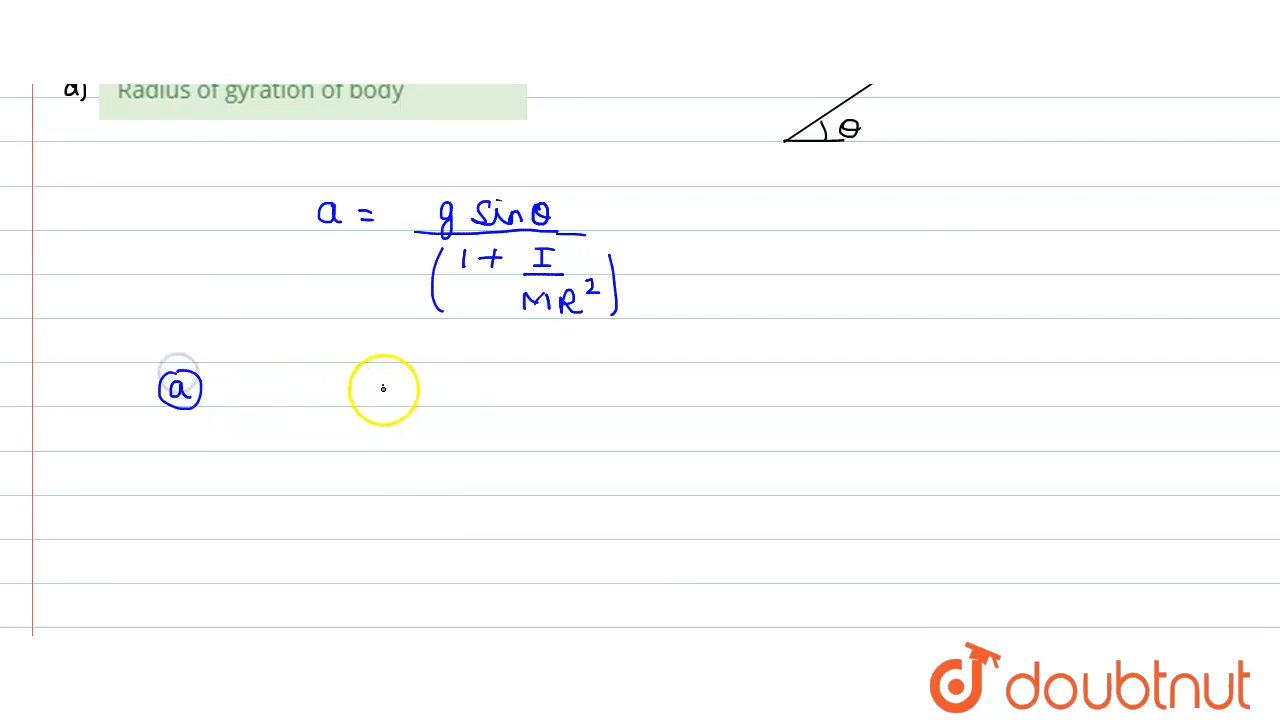 d) Radius of gyration of body
θ
a = g sinθ
(1 + I
MR²)
a
doubtnut